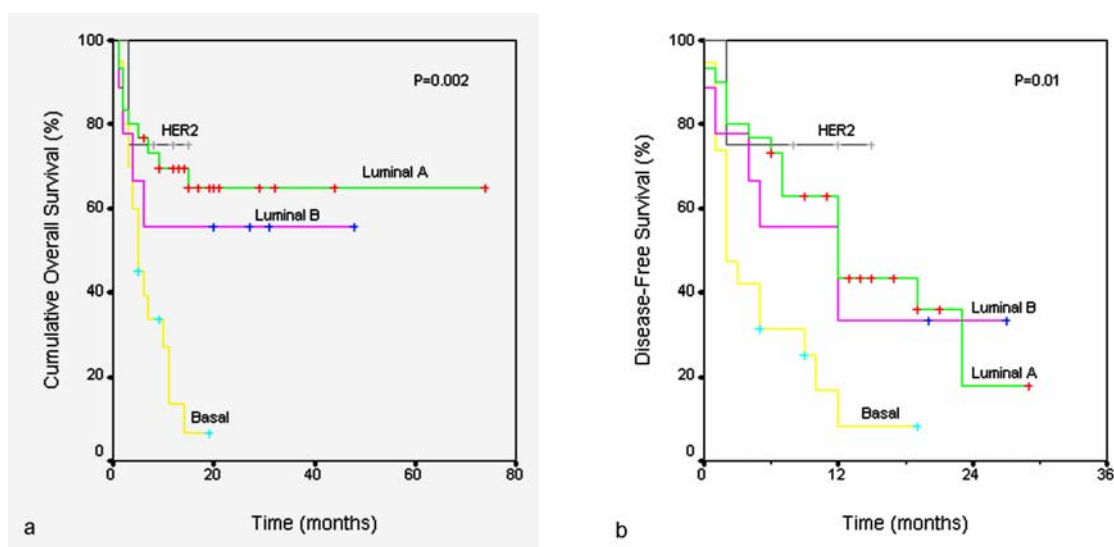 100
P=0.002
80
HER2
Luminal A
60
Luminal B
40
20
Basal
0
0 20 40 60 80
Cumulative Overall Survival (%)
Time (months)
a
100
P=0.01
80
HER2
60
40
Luminal B
Luminal A
20
Basal
0
0 12 24 36
Disease-Free Survival (%)
Time (months)
b